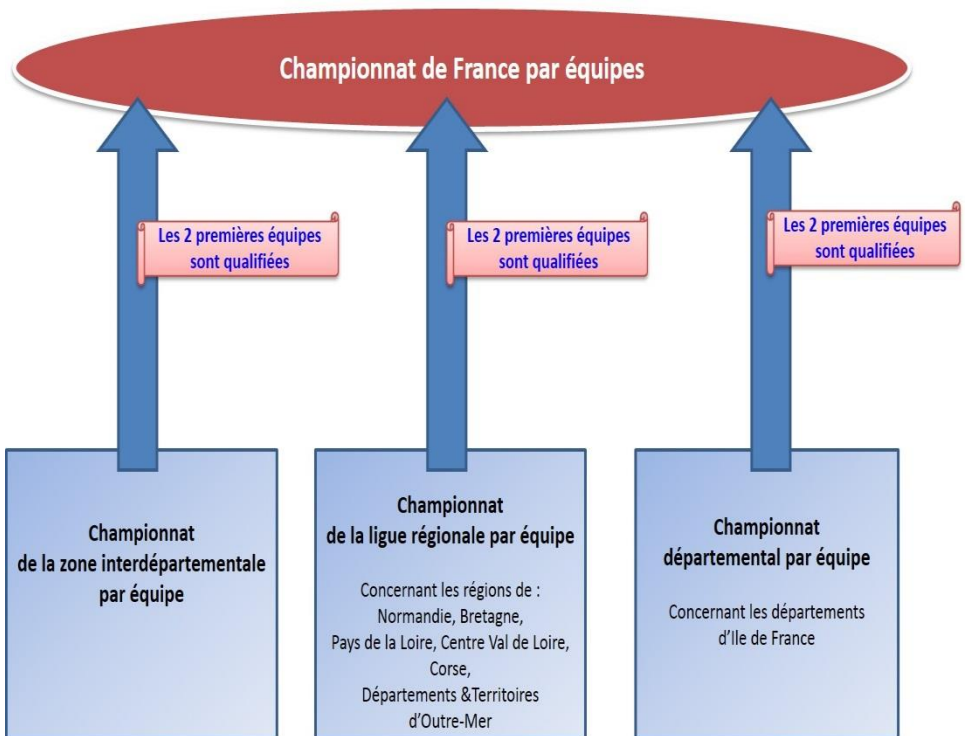 Championnat de France par équipes
Les 2 premières équipes
sont qualifiées
Les 2 premières équipes
sont qualifiées
Les 2 premières équipes
sont qualifiées
Championnat
de la zone interdépartementale
par équipe
Championnat
de la ligue régionale par équipe
Concernant les régions de :
Normandie, Bretagne,
Pays de la Loire, Centre Val de Loire,
Corse,
Départements &Territoires
d'Outre-Mer
Championnat
départemental par équipe
Concernant les départements
d'Ile de France